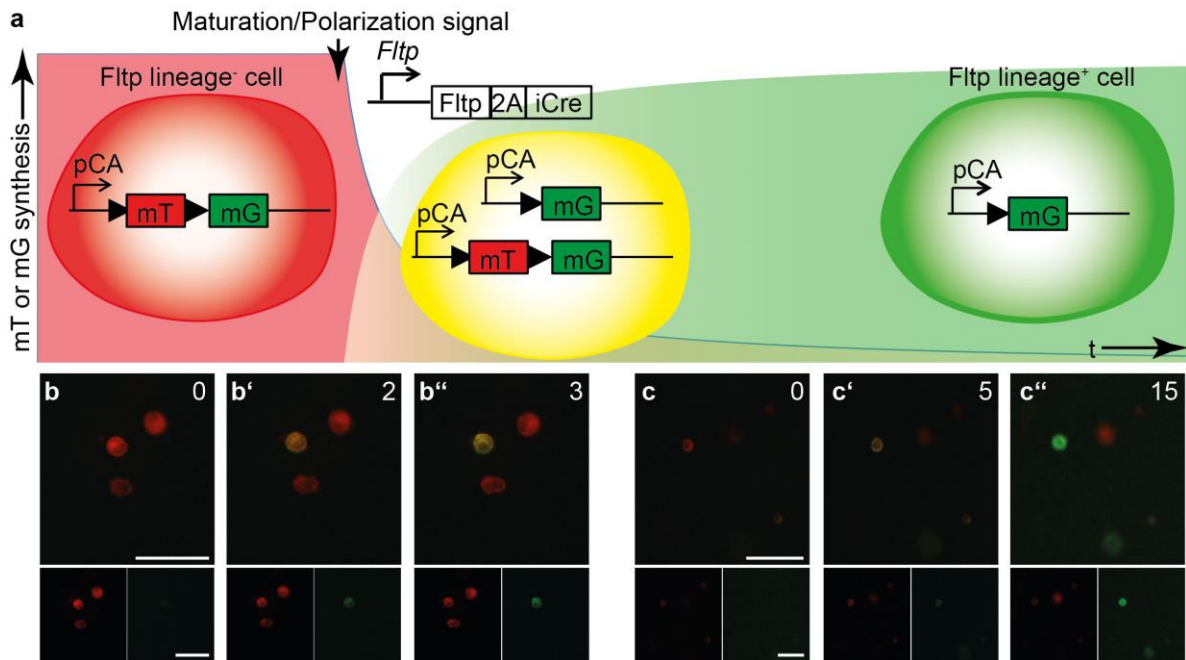 a
Maturation/Polarization signal
Fltp
Fltp 2A iCre
mT or mG synthesis
Fltp lineage⁻ cell
pCA
mT mG
pCA
mG
pCA
mT mG
Fltp lineage⁺ cell
pCA
mG
t
b 0
b‘ 2
b“ 3
c 0
c‘ 5
c“ 15